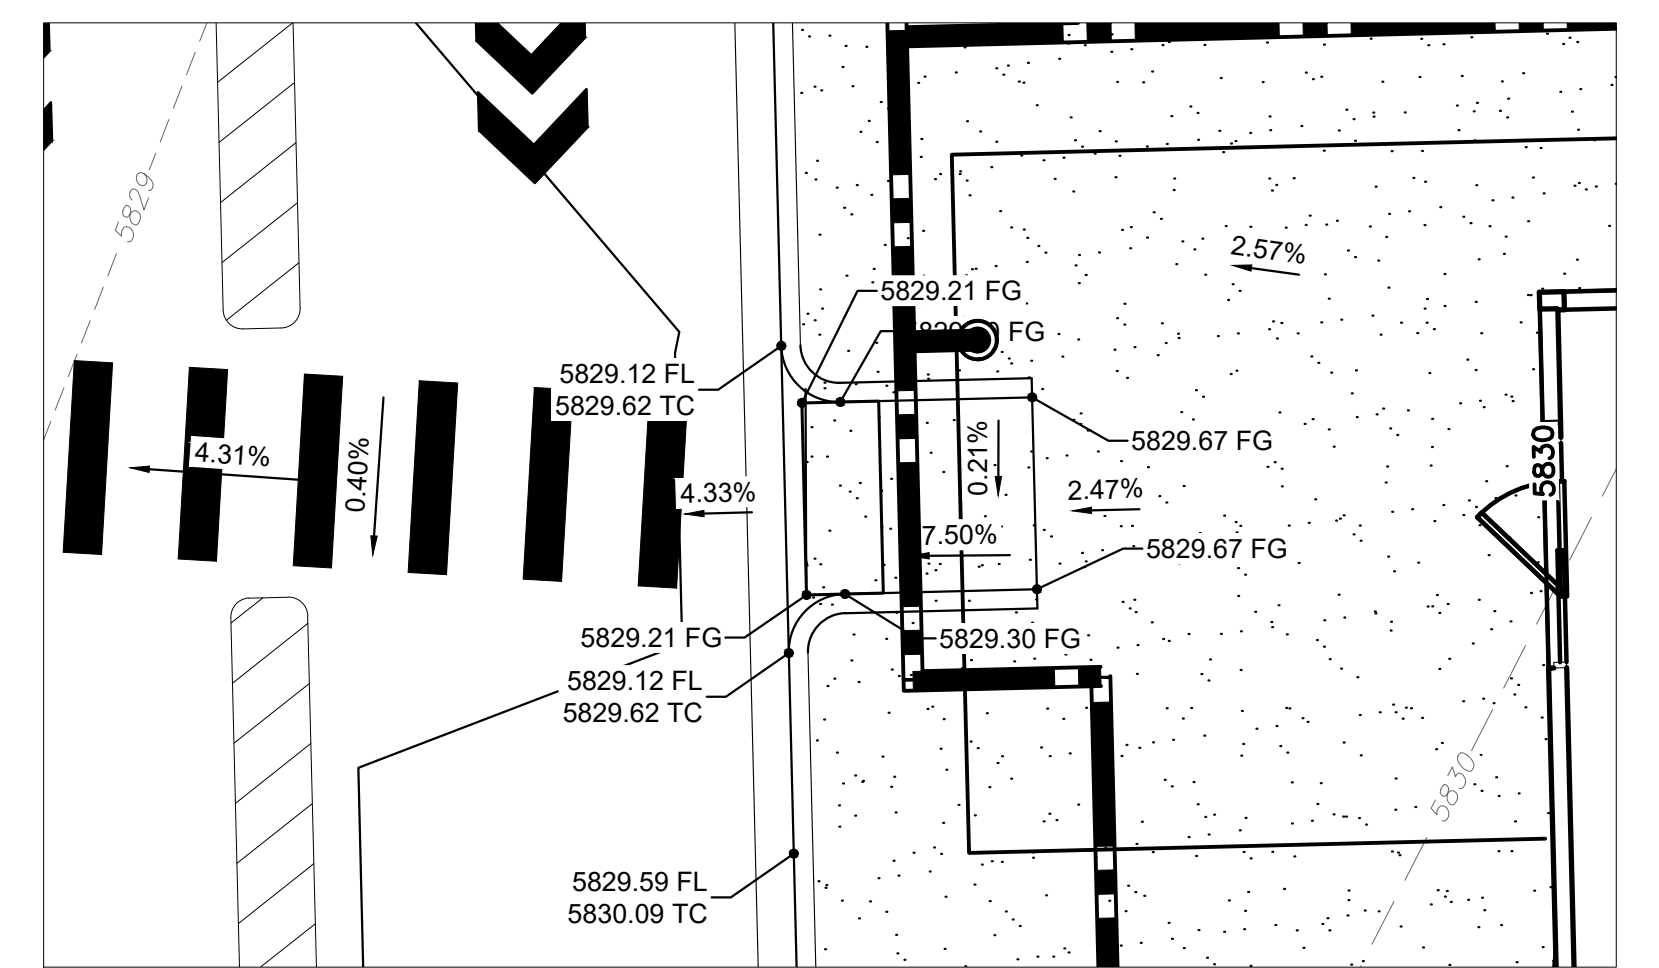 5829
2.57%
5829.21 FG
FG
5829.12 FL
5829.62 TC
5829.67 FG
4.31%
0.40%
4.33%
0.21%
2.47%
5830
7.50%
5829.67 FG
5829.21 FG
5829.30 FG
5829.12 FL
5829.62 TC
5830
5829.59 FL
5830.09 TC